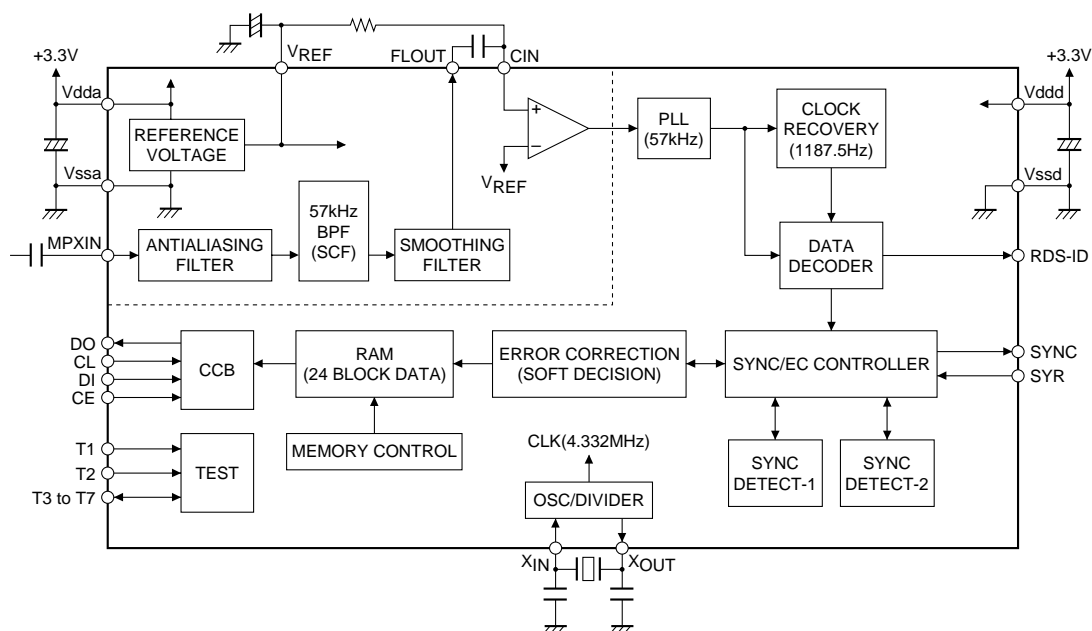 +3.3V
VREF
FLOUT
CIN
+3.3V
Vdda
REFERENCE
VOLTAGE
Vssa
+
−
VREF
PLL
(57kHz)
CLOCK
RECOVERY
(1187.5Hz)
Vddd
Vssd
MPXIN
ANTIALIASING
FILTER
57kHz
BPF
(SCF)
SMOOTHING
FILTER
DATA
DECODER
RDS-ID
DO
CL
DI
CE
CCB
RAM
(24 BLOCK DATA)
ERROR CORRECTION
(SOFT DECISION)
SYNC/EC CONTROLLER
SYNC
SYR
MEMORY CONTROL
T1
T2
T3 to T7
TEST
CLK(4.332MHz)
OSC/DIVIDER
SYNC
DETECT-1
SYNC
DETECT-2
XIN
XOUT